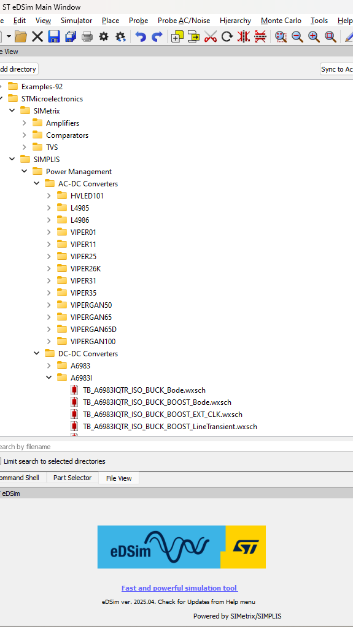 ST eDSim Main Window
Edit View Simulator Place Probe Probe AC/Noise Hierarchy Monte Carlo Tools Help
View
dd directory
Sync to Ac
Examples-92
STMicroelectronics
SIMetrix
Amplifiers
Comparators
TVS
SIMPLIS
Power Management
AC-DC Converters
HVLED101
L4985
L4986
VIPER01
VIPER11
VIPER25
VIPER26K
VIPER31
VIPER35
VIPERGAN50
VIPERGAN65
VIPERGAN65D
VIPERGAN100
DC-DC Converters
A6983
A6983I
TB_A6983IQTR_ISO_BUCK_Bode.wxsch
TB_A6983IQTR_ISO_BUCK_BOOST_Bode.wxsch
TB_A6983IQTR_ISO_BUCK_BOOST_EXT_CLK.wxsch
TB_A6983IQTR_ISO_BUCK_BOOST_LineTransient.wxsch
earch by filename
Limit search to selected directories
ommand Shell Part Selector File View
eDSim
eDSim ST
Fast and powerful simulation tool
eDSim ver. 2025.04. Check for Updates from Help menu
Powered by SIMetrix/SIMPLIS